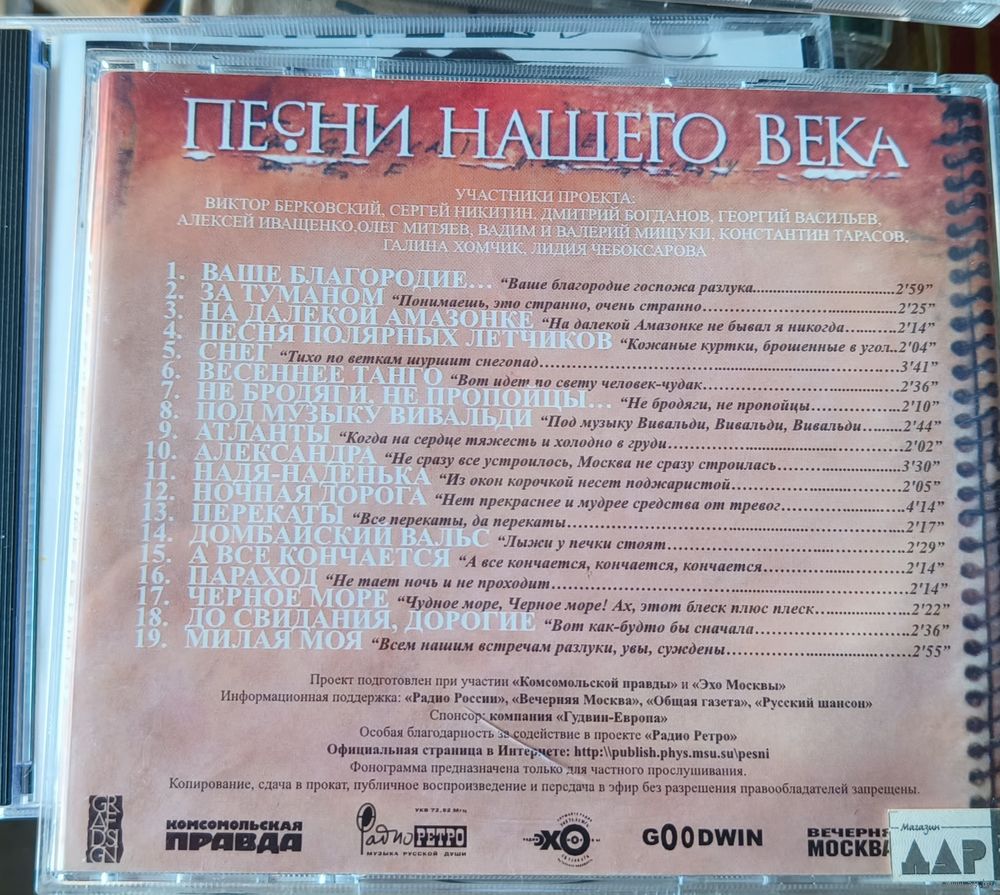 ПЕСНИ НАШЕГО ВЕКА
УЧАСТНИКИ ПРОЕКТА:
ВИКТОР БЕРКОВСКИЙ, СЕРГЕЙ НИКИТИН, ДМИТРИЙ БОГДАНОВ, ГЕОРГИЙ ВАСИЛЬЕВ,
АЛЕКСЕЙ ИВАЩЕНКО,ОЛЕГ МИТЯЕВ, ВАДИМ И ВАЛЕРИЙ МИЩУКИ, КОНСТАНТИН ТАРАСОВ,
ГАЛИНА ХОМЧИК, ЛИДИЯ ЧЕБОКСАРОВА
1. ВАШЕ БЛАГОРОДИЕ... “Ваше благородие госпожа разлука...2'59”
2. ЗА ТУМАНОМ “Понимаешь, это странно, очень странно...2'25”
3. НА ДАЛЕКОЙ АМАЗОНКЕ “На далекой Амазонке не бывал я никогда...2'14”
4. ПЕСНЯ ПОЛЯРНЫХ ЛЕТЧИКОВ “Кожаные куртки, брошенные в угол..2'04”
5. СНЕГ “Тихо по веткам шуршит снегопад...3'41”
6. ВЕСЕННЕЕ ТАНГО “Вот идет по свету человек-чудак...2'36”
7. НЕ БРОДЯГИ, НЕ ПРОПОЙЦЫ... “Не бродяги, не пропойцы...2'10”
8. ПОД МУЗЫКУ ВИВАЛЬДИ “Под музыку Вивальди, Вивальди, Вивальди...2'44”
9. АТЛАНТЫ “Когда на сердце тяжесть и холодно в груди...2'02”
10. АЛЕКСАНДРА “Не сразу все устроилось, Москва не сразу строилась...3'30”
11. НАДЯ-НАДЕНЬКА “Из окон корочкой несет поджаристой...2'05”
12. НОЧНАЯ ДОРОГА “Нет прекраснее и мудрее средства от тревог...4'14”
13. ПЕРЕКАТЫ “Все перекаты, да перекаты...2'17”
14. ДОМБАЙСКИЙ ВАЛЬС “Лыжи у печки стоят...2'29”
15. А ВСЕ КОНЧАЕТСЯ “А все кончается, кончается, кончается...2'14”
16. ПАРАХОД “Не тает ночь и не проходит...2'14”
17. ЧЕРНОЕ МОРЕ “Чудное море, Черное море! Ах, этот блеск плюс плеск...2'22”
18. ДО СВИДАНИЯ, ДОРОГИЕ “Вот как-будто бы сначала...2'36”
19. МИЛАЯ МОЯ “Всем нашим встречам разлуки, увы, суждены...2'55”
Проект подготовлен при участии «Комсомольской правды» и «Эхо Москвы»
Информационная поддержка: «Радио России», «Вечерняя Москва», «Общая газета», «Русский шансон»
Спонсор: компания «Гудвин-Европа»
Особая благодарность за содействие в проекте «Радио Ретро»
Официальная страница в Интернете: http:\\publish.phys.msu.su\pesni
Фонограмма предназначена только для частного прослушивания.
Копирование, сдача в прокат, публичное воспроизведение и передача в эфир без разрешения правообладателей запрещены.
GRAD DESIGN
КОМСОМОЛЬСКАЯ ПРАВДА
УКВ 72,92 МГц
Радио РЕТРО
МУЗЫКА РУССКОЙ ДУШИ
ЭХО
GOODWIN
ВЕЧЕРНЯЯ МОСКВА
Магазин
ДАР